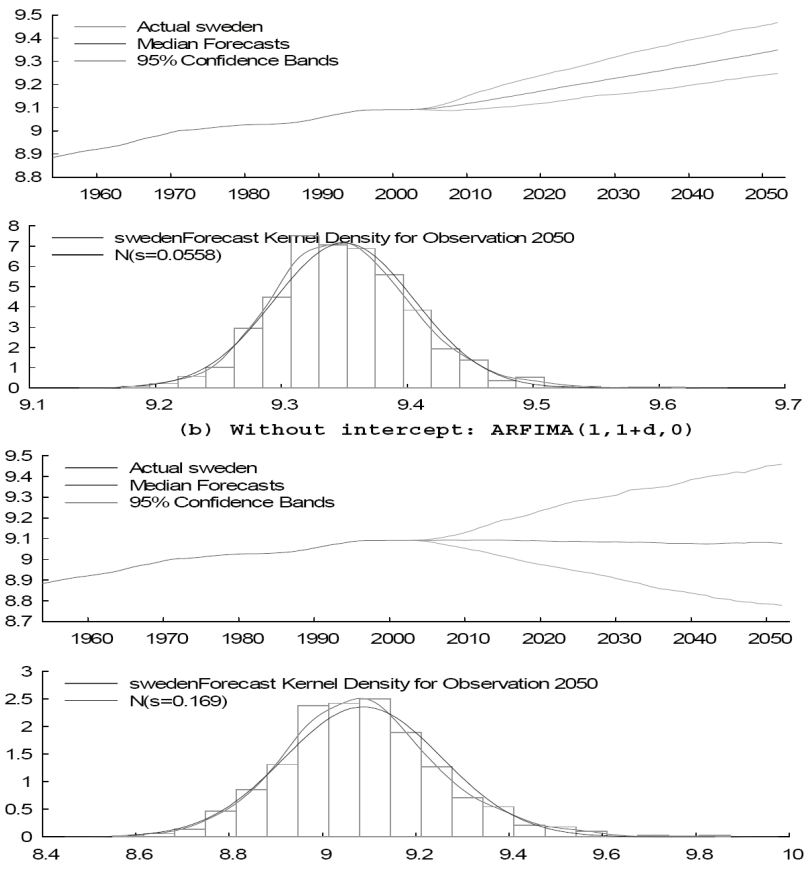 9.5
9.4
9.3
9.2
9.1
9
8.9
8.8
Actual sweden
Median Forecasts
95% Confidence Bands
1960 1970 1980 1990 2000 2010 2020 2030 2040 2050
8
7
6
5
4
3
2
1
0
swedenForecast Kernel Density for Observation 2050
N(s=0.0558)
9.1 9.2 9.3 9.4 9.5 9.6 9.7
(b) Without intercept: ARFIMA(1,1+d,0)
9.5
9.4
9.3
9.2
9.1
9
8.9
8.8
8.7
Actual sweden
Median Forecasts
95% Confidence Bands
1960 1970 1980 1990 2000 2010 2020 2030 2040 2050
3
2.5
2
1.5
1
0.5
0
swedenForecast Kernel Density for Observation 2050
N(s=0.169)
8.4 8.6 8.8 9 9.2 9.4 9.6 9.8 10